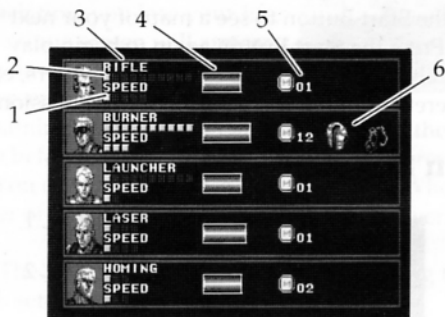 3
4
5
2
RIFLE
01
6
1
SPEED
BURNER
12
SPEED
LAUNCHER
01
SPEED
LASER
01
SPEED
HOMING
02
SPEED